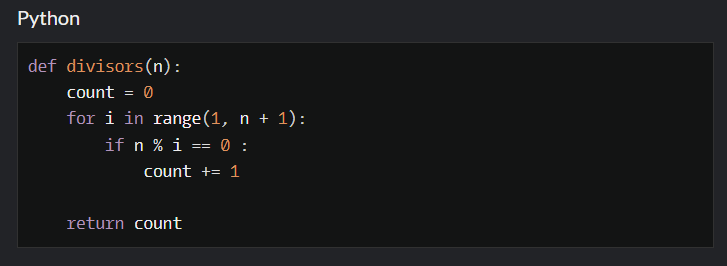 Python
def divisors(n):
    count = 0
    for i in range(1, n + 1):
        if n % i == 0 :
            count += 1
    return count